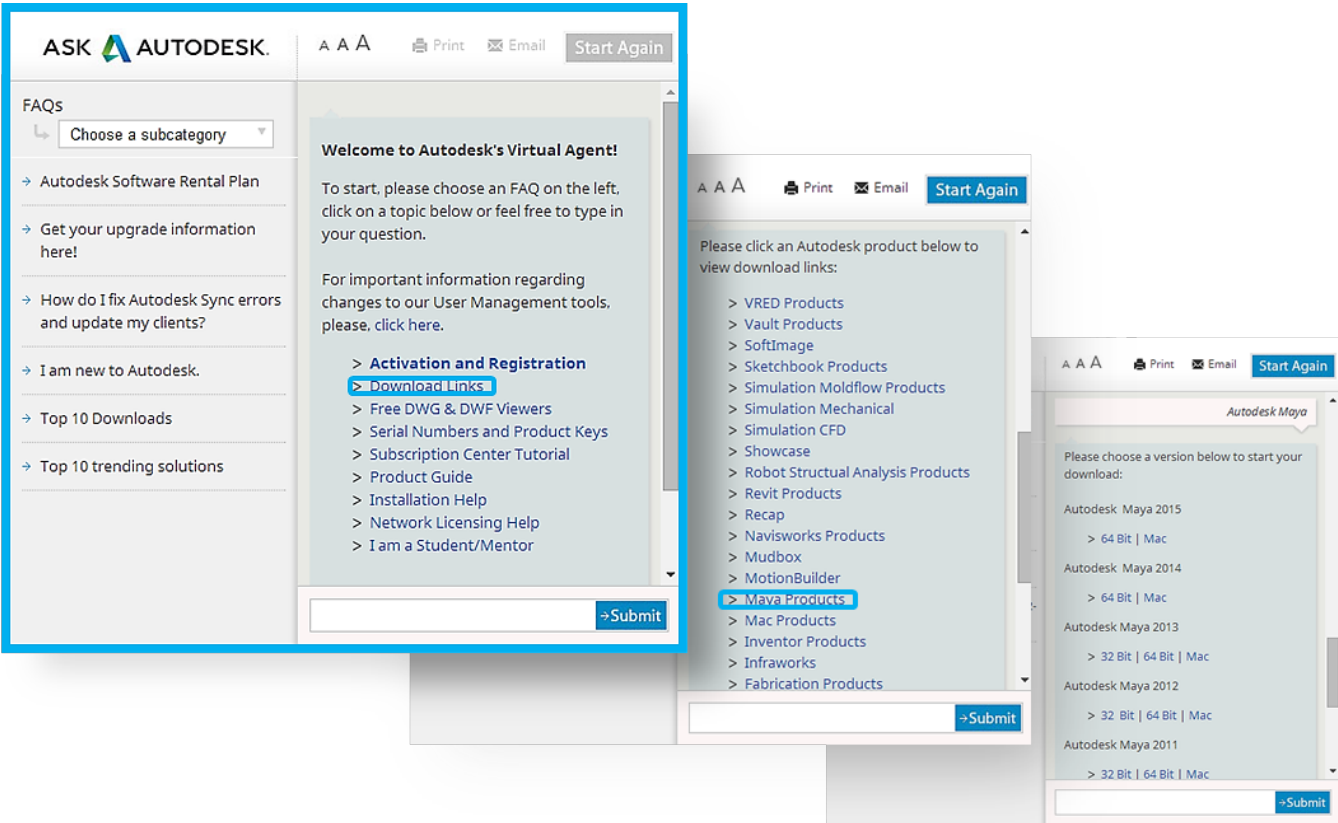 ASK AUTODESK.
A A A Print Email Start Again
FAQs
Choose a subcategory
Autodesk Software Rental Plan
Get your upgrade information
here!
How do I fix Autodesk Sync errors
and update my clients?
I am new to Autodesk.
Top 10 Downloads
Top 10 trending solutions
Welcome to Autodesk's Virtual Agent!
To start, please choose an FAQ on the left,
click on a topic below or feel free to type in
your question.
For important information regarding
changes to our User Management tools,
please, click here.
> Activation and Registration
> Download Links
> Free DWG & DWF Viewers
> Serial Numbers and Product Keys
> Subscription Center Tutorial
> Product Guide
> Installation Help
> Network Licensing Help
> I am a Student/Mentor
Submit
A A A Print Email Start Again
Please click an Autodesk product below to
view download links:
> VRED Products
> Vault Products
> SoftImage
> Sketchbook Products
> Simulation Moldflow Products
> Simulation Mechanical
> Simulation CFD
> Showcase
> Robot Structual Analysis Products
> Revit Products
> Recap
> Navisworks Products
> Mudbox
> MotionBuilder
> Maya Products
> Mac Products
> Inventor Products
> Infraworks
> Fabrication Products
Submit
A A A Print Email Start Again
Autodesk Maya
Please choose a version below to start your
download:
Autodesk Maya 2015
> 64 Bit | Mac
Autodesk Maya 2014
> 64 Bit | Mac
Autodesk Maya 2013
> 32 Bit | 64 Bit | Mac
Autodesk Maya 2012
> 32 Bit | 64 Bit | Mac
Autodesk Maya 2011
> 32 Bit | 64 Bit | Mac
Submit